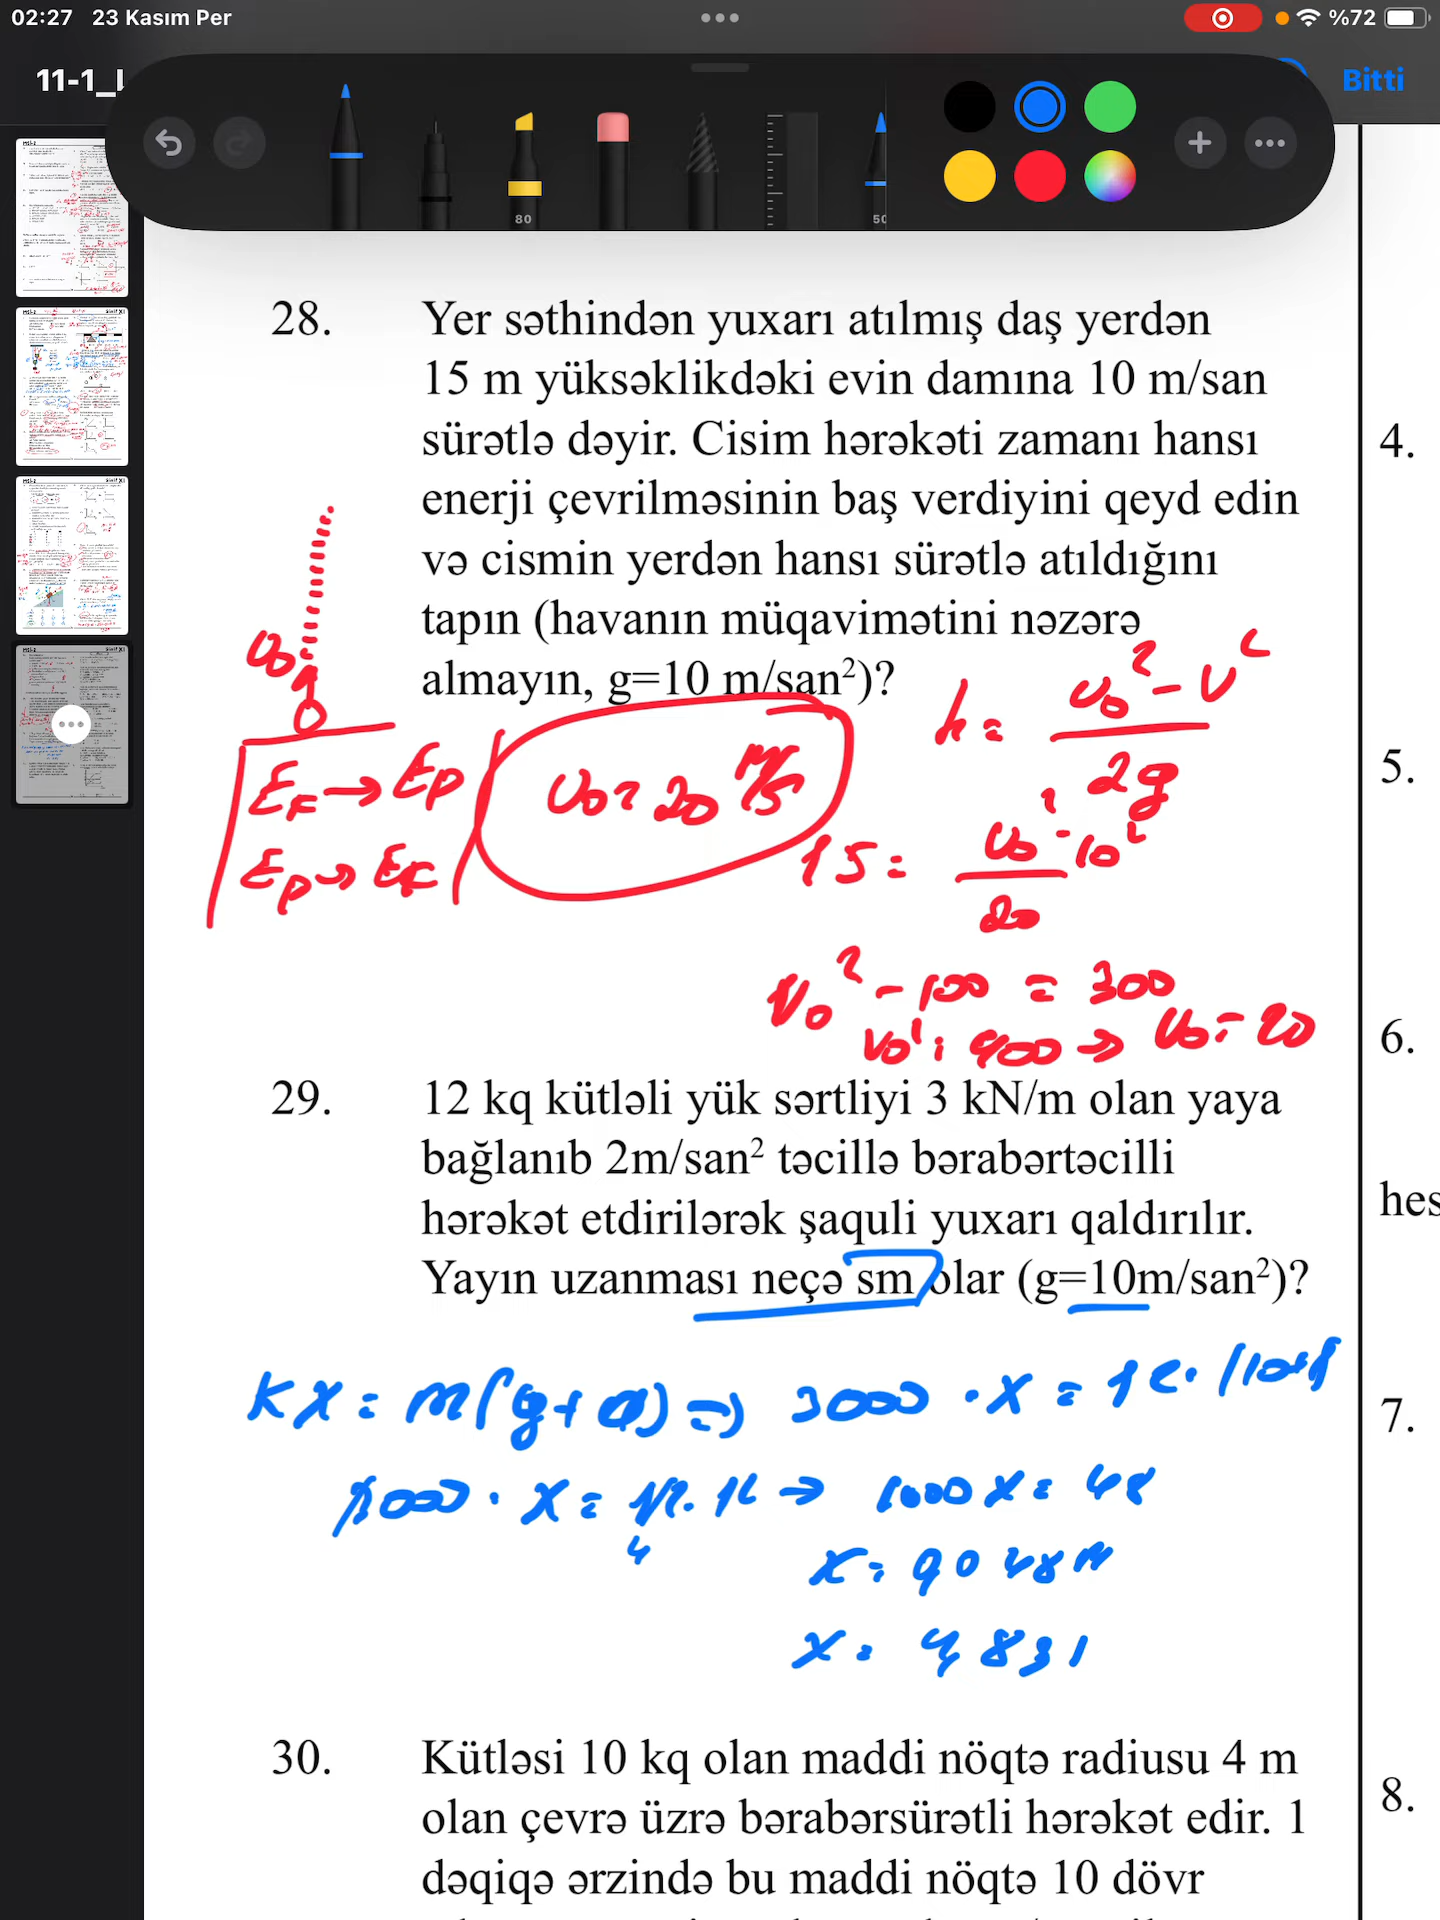 02:27 23 Kasım Per
%72
11-1_
Bitti
80
50
28. Yer səthindən yuxarı atılmış daş yerdən
15 m yüksəklikdəki evin damına 10 m/san
sürətlə dəyir. Cisim hərəkəti zamanı hansı
enerji çevrilməsinin baş verdiyini qeyd edin
və cismin yerdən hansı sürətlə atıldığını
tapın (havanın müqavimətini nəzərə
almayın, g=10 m/san²)?
υ₀
g
h = υ₀² - υ²
2g
E → Ep
Ep → E
υ₀ = 20 m/s
15 = υ₀² - 10²
20
υ₀² - 100 = 300
υ₀² = 400 ⇒ υ₀ = 20
29. 12 kq kütləli yük sərtliyi 3 kN/m olan yaya
bağlanıb 2m/san² təcillə bərabərtəcilli
hərəkət etdirilərək şaquli yuxarı qaldırılır.
Yayın uzanması neçə sm olar (g=10m/san²)?
KX = m(g+a) ⇒ 3000 · X = 12 ·
3000 · X = 12 · 12 → 1000 X = 48
4
X = 0,048 m
X = 4,8
30. Kütləsi 10 kq olan maddi nöqtə radiusu 4 m
olan çevrə üzrə bərabərsürətli hərəkət edir. 1
dəqiqə ərzində bu maddi nöqtə 10 dövr
4.
5.
6.
hes
7.
8.